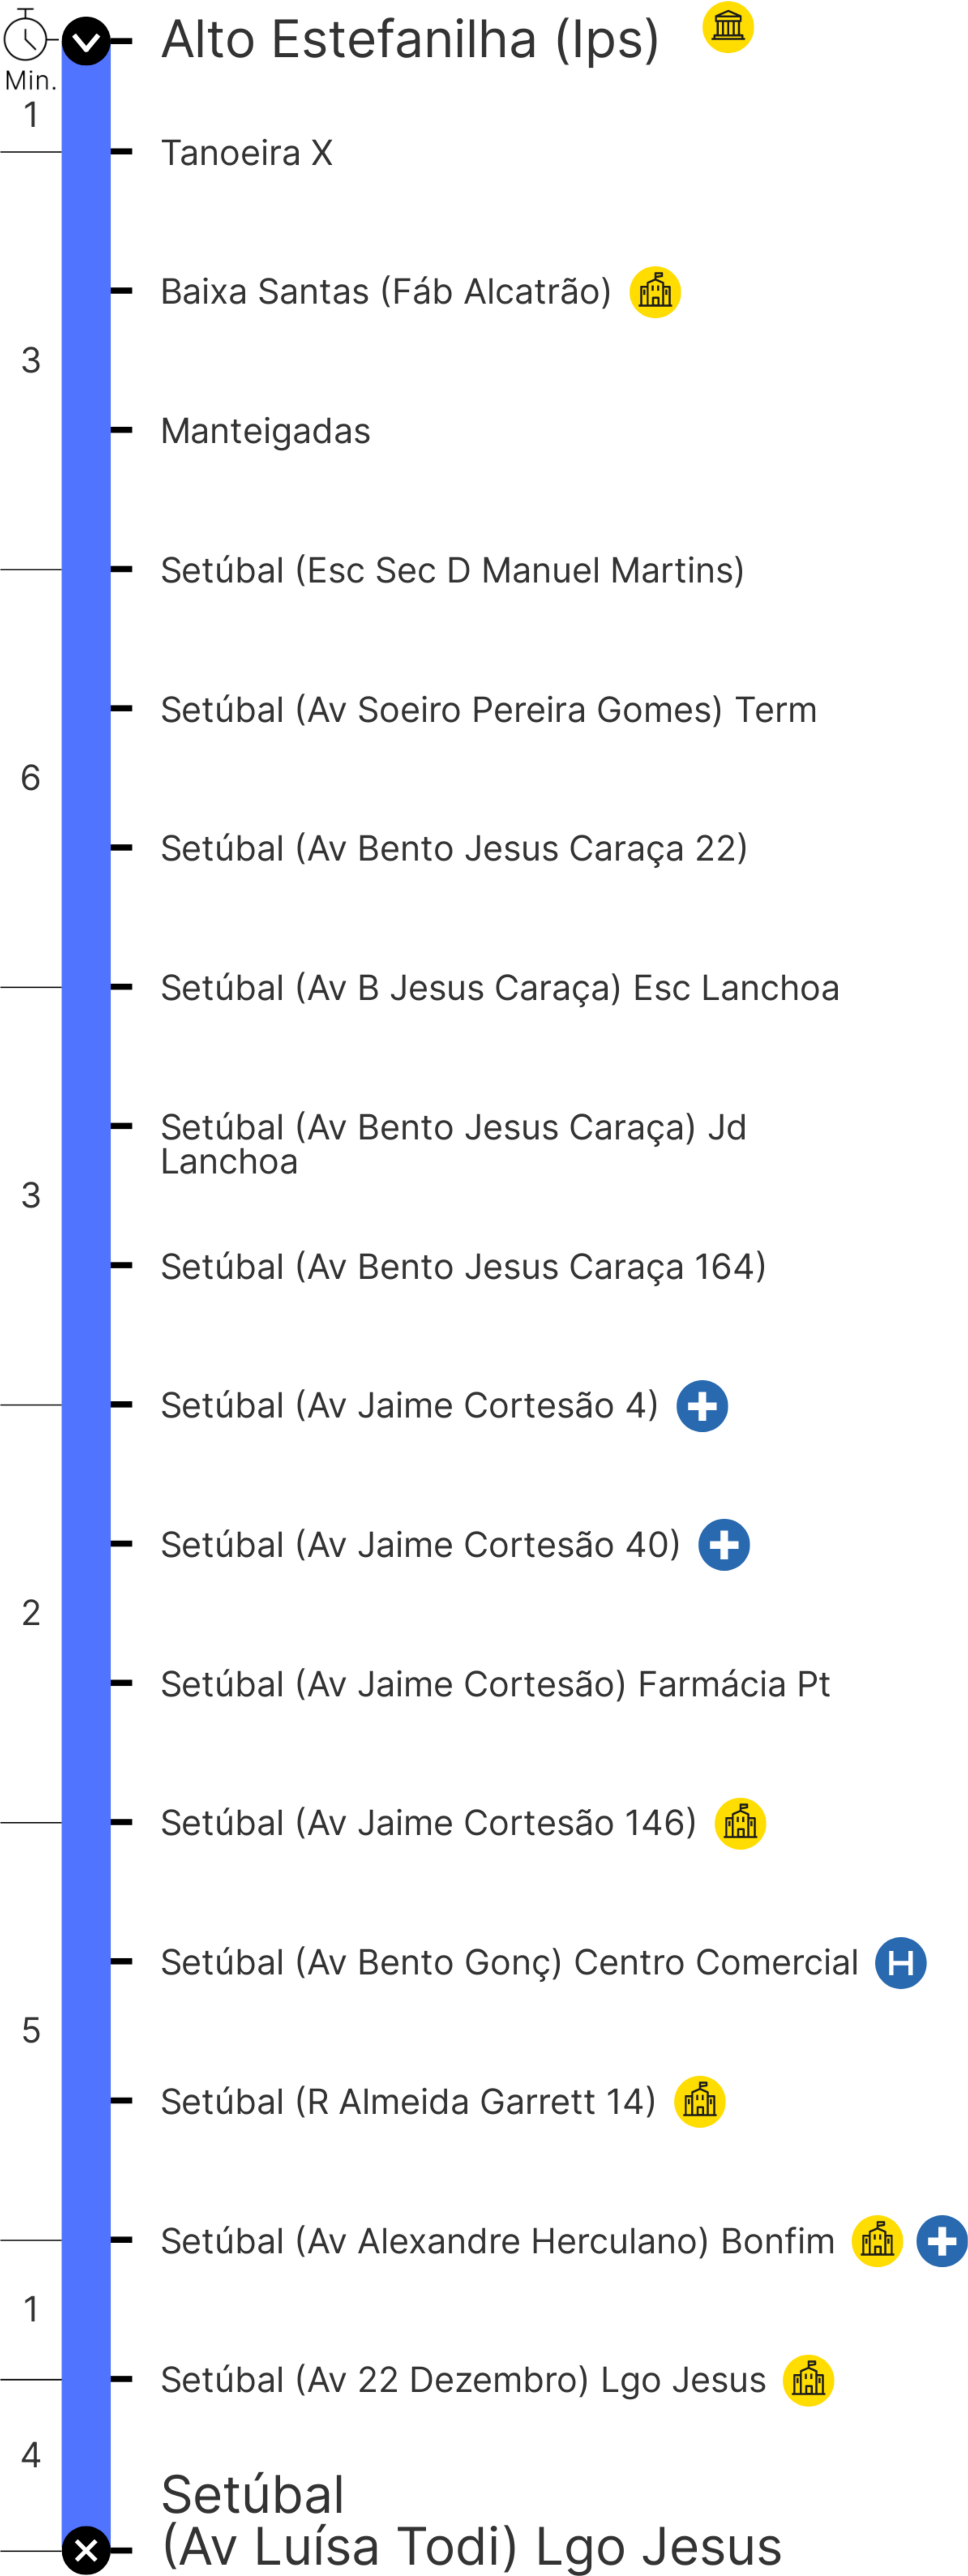 Alto Estefanilha (Ips)
Min.
1
Tanoeira X
Baixa Santas (Fáb Alcatrão)
3
Manteigadas
Setúbal (Esc Sec D Manuel Martins)
Setúbal (Av Soeiro Pereira Gomes) Term
6
Setúbal (Av Bento Jesus Caraça 22)
Setúbal (Av B Jesus Caraça) Esc Lanchoa
Setúbal (Av Bento Jesus Caraça) Jd
Lanchoa
3
Setúbal (Av Bento Jesus Caraça 164)
Setúbal (Av Jaime Cortesão 4)
Setúbal (Av Jaime Cortesão 40)
2
Setúbal (Av Jaime Cortesão) Farmácia Pt
Setúbal (Av Jaime Cortesão 146)
Setúbal (Av Bento Gonç) Centro Comercial H
5
Setúbal (R Almeida Garrett 14)
Setúbal (Av Alexandre Herculano) Bonfim
1
Setúbal (Av 22 Dezembro) Lgo Jesus
4
Setúbal
(Av Luísa Todi) Lgo Jesus